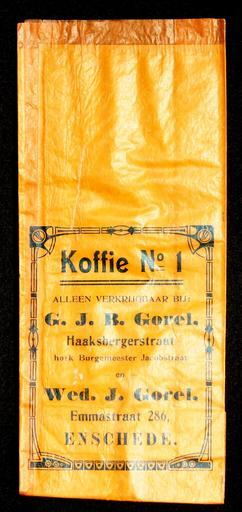 Koffie No 1
ALLEEN VERKRIJGBAAR BIJ:
G. J. B. Gorel.
Haaksbergerstraat
hoek Burgemeester Jacobstraat
en
Wed. J. Gorel.
Emmastraat 286,
ENSCHEDE.